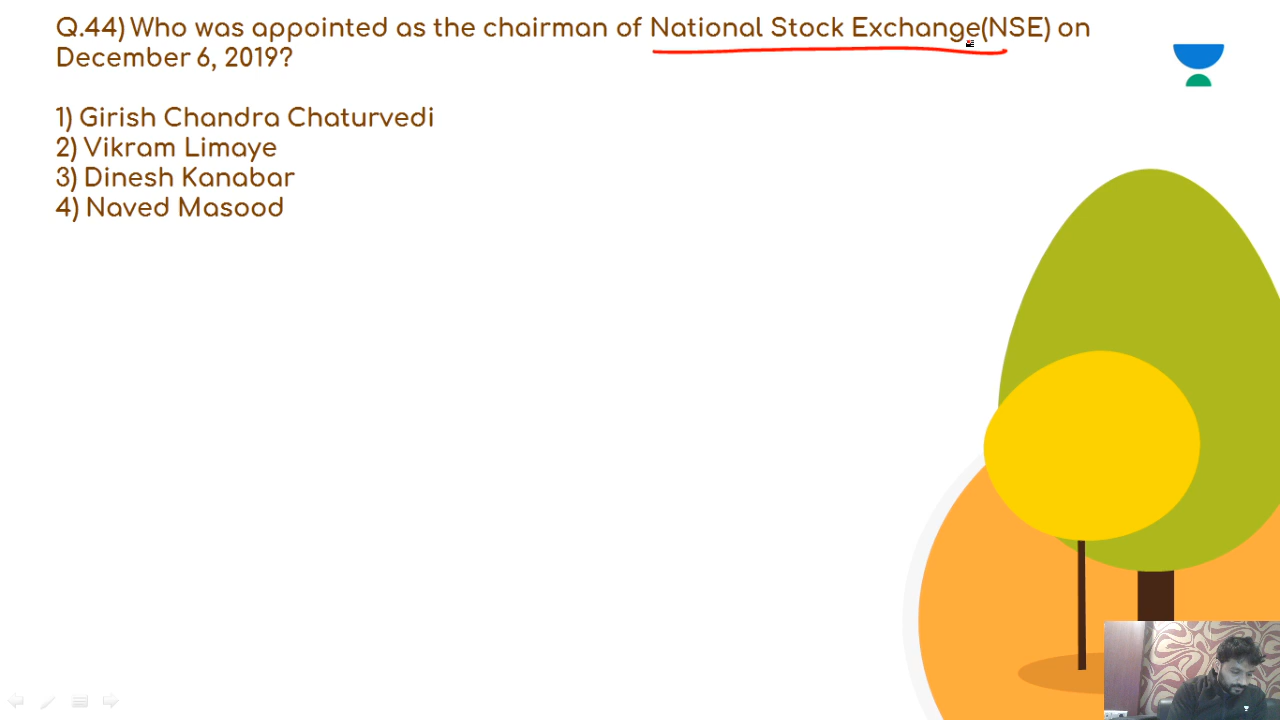 Q.44) Who was appointed as the chairman of National Stock Exchange(NSE) on
December 6, 2019?
1) Girish Chandra Chaturvedi
2) Vikram Limaye
3) Dinesh Kanabar
4) Naved Masood